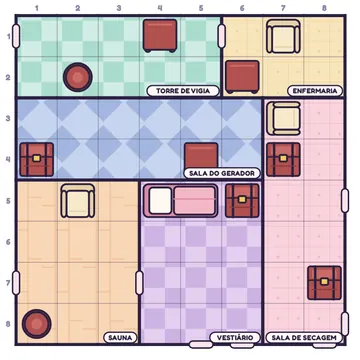 1 2 3 4 5 6 7 8
1
2
TORRE DE VIGIA
ENFERMARIA
3
4
SALA DO GERADOR
5
6
7
8
SAUNA
VESTIÁRIO
SALA DE SECAGEM